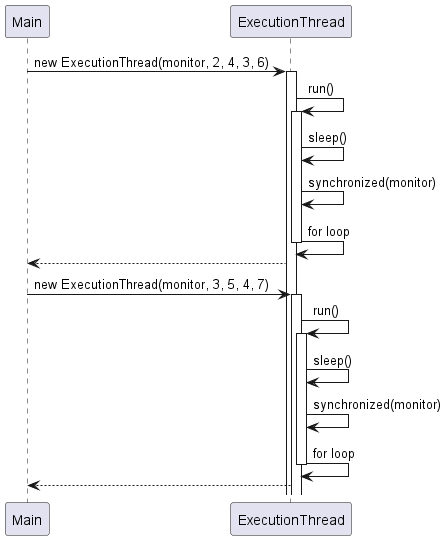 Main
ExecutionThread
new ExecutionThread(monitor, 2, 4, 3, 6)
run()
sleep()
synchronized(monitor)
for loop
new ExecutionThread(monitor, 3, 5, 4, 7)
run()
sleep()
synchronized(monitor)
for loop
Main
ExecutionThread